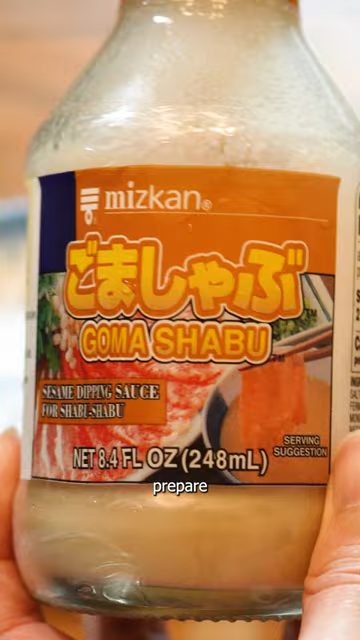 mizkan®
ごましゃぶ
GOMA SHABU
SESAME DIPPING SAUCE
FOR SHABU-SHABU
SERVING
SUGGESTION
NET 8.4 FL OZ (248mL)
prepare